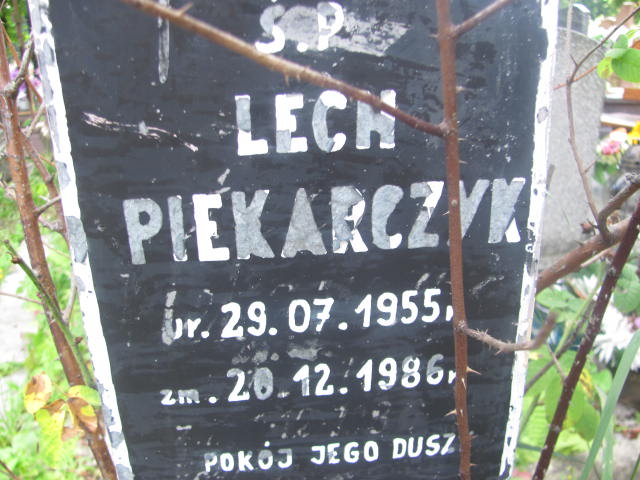 Ś.P
LECH
PIEKARCZYK
ur. 29.07.1955r.
zm. 20.12.1986r.
POKÓJ JEGO DUSZ